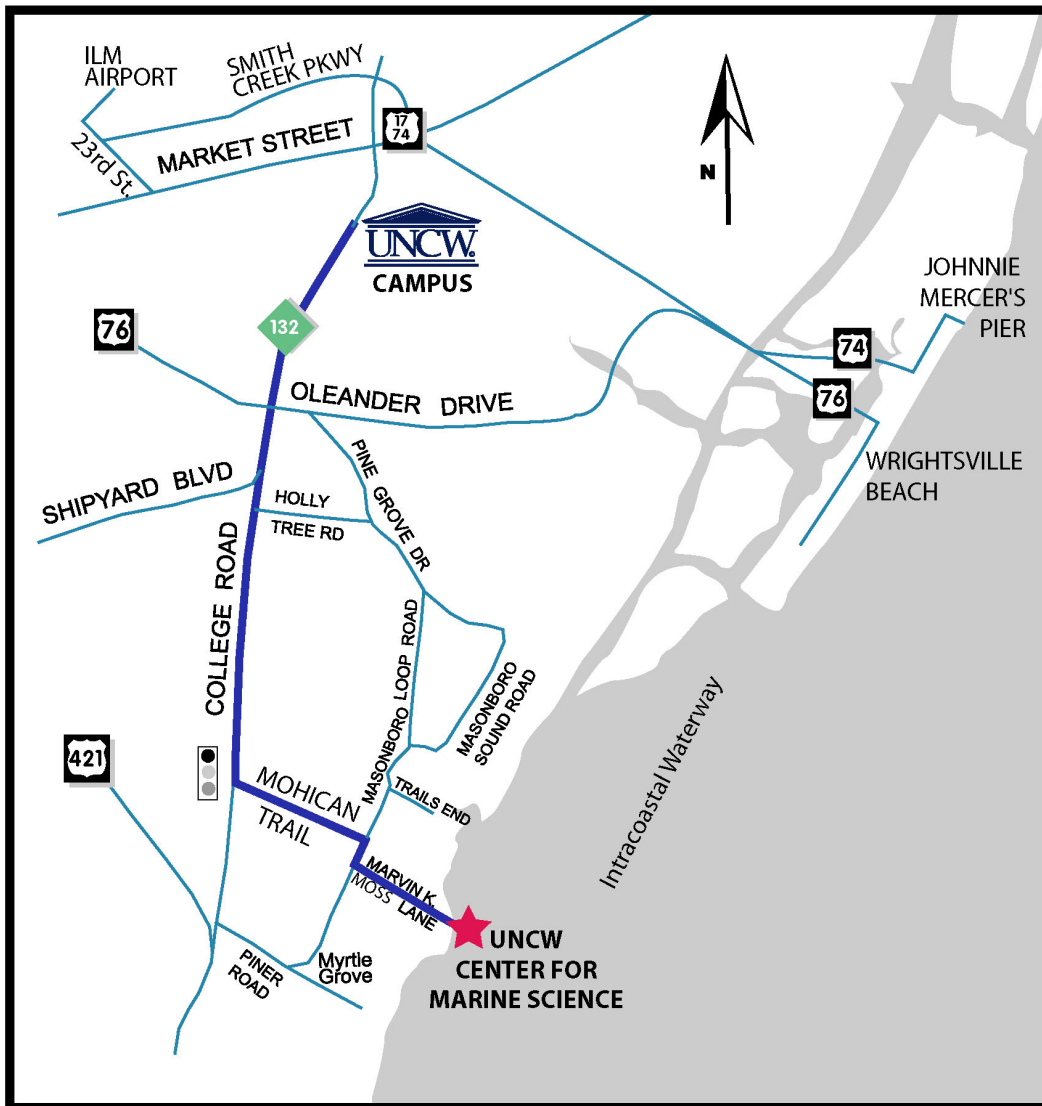 ILM
AIRPORT
SMITH
CREEK PKWY
17
74
MARKET STREET
23rd St.
N
UNCW.
CAMPUS
JOHNNIE
MERCER'S
PIER
132
76
74
76
OLEANDER DRIVE
WRIGHTSVILLE
BEACH
PINE GROVE DR
SHIPYARD BLVD
HOLLY
TREE RD
COLLEGE ROAD
MASONBORO LOOP ROAD
MASONBORO
SOUND ROAD
Intracoastal Waterway
421
MOHICAN
TRAIL
TRAILS END
MARVIN K.
MOSS LANE
UNCW
CENTER FOR
MARINE SCIENCE
PINER
ROAD
Myrtle
Grove